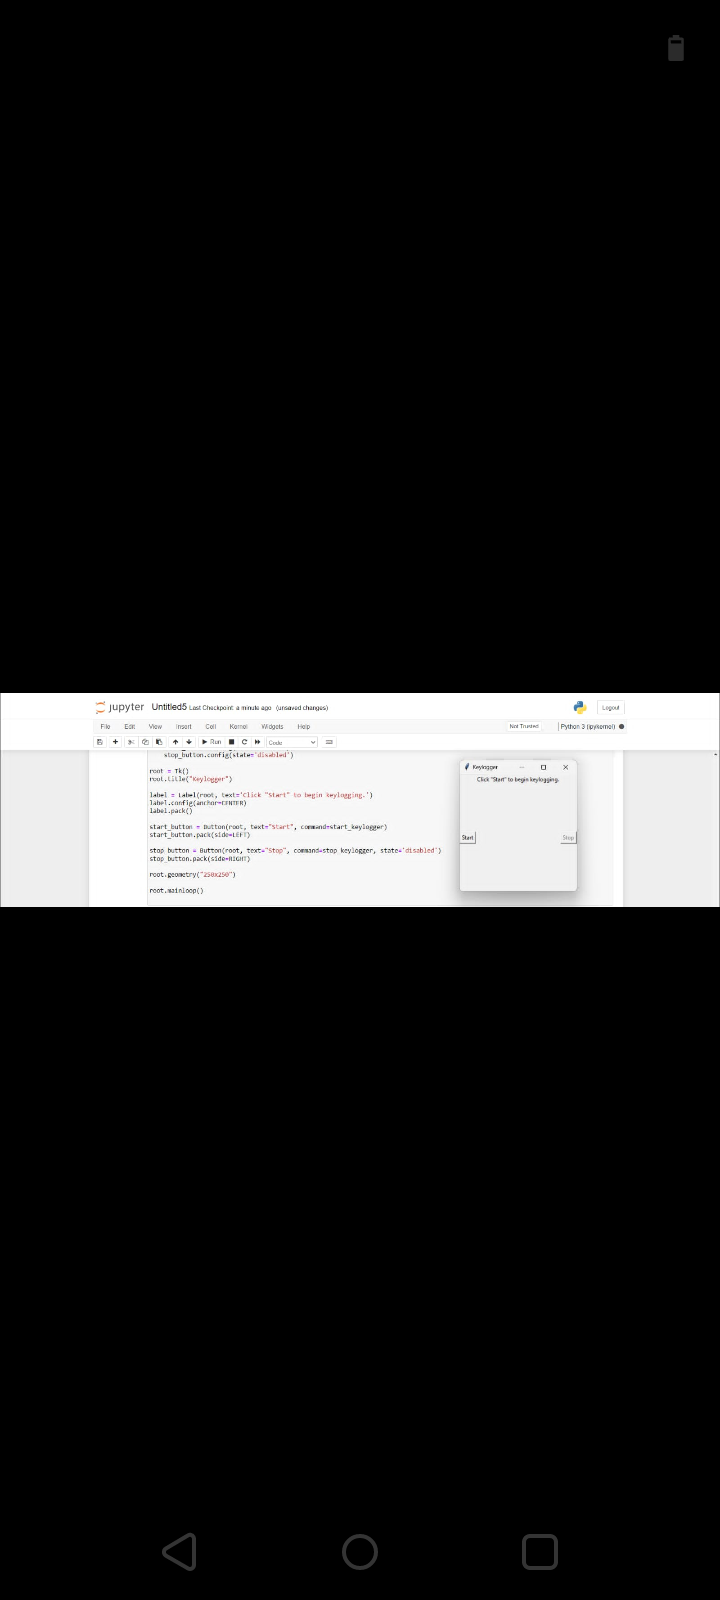 jupyter Untitled5 Last Checkpoint: a minute ago (unsaved changes) Logout
File Edit View Insert Cell Kernel Widgets Help Not Trusted Python 3 (ipykernel)
Run Code
stop_button.config(state='disabled')
root = Tk()
root.title("Keylogger")
label = Label(root, text='Click "Start" to begin keylogging.')
label.config(anchor=CENTER)
label.pack()
start_button = Button(root, text="Start", command=start_keylogger)
start_button.pack(side=LEFT)
stop_button = Button(root, text="Stop", command=stop_keylogger, state='disabled')
stop_button.pack(side=RIGHT)
root.geometry("250x250")
root.mainloop()
Keylogger
Click "Start" to begin keylogging.
Start Stop